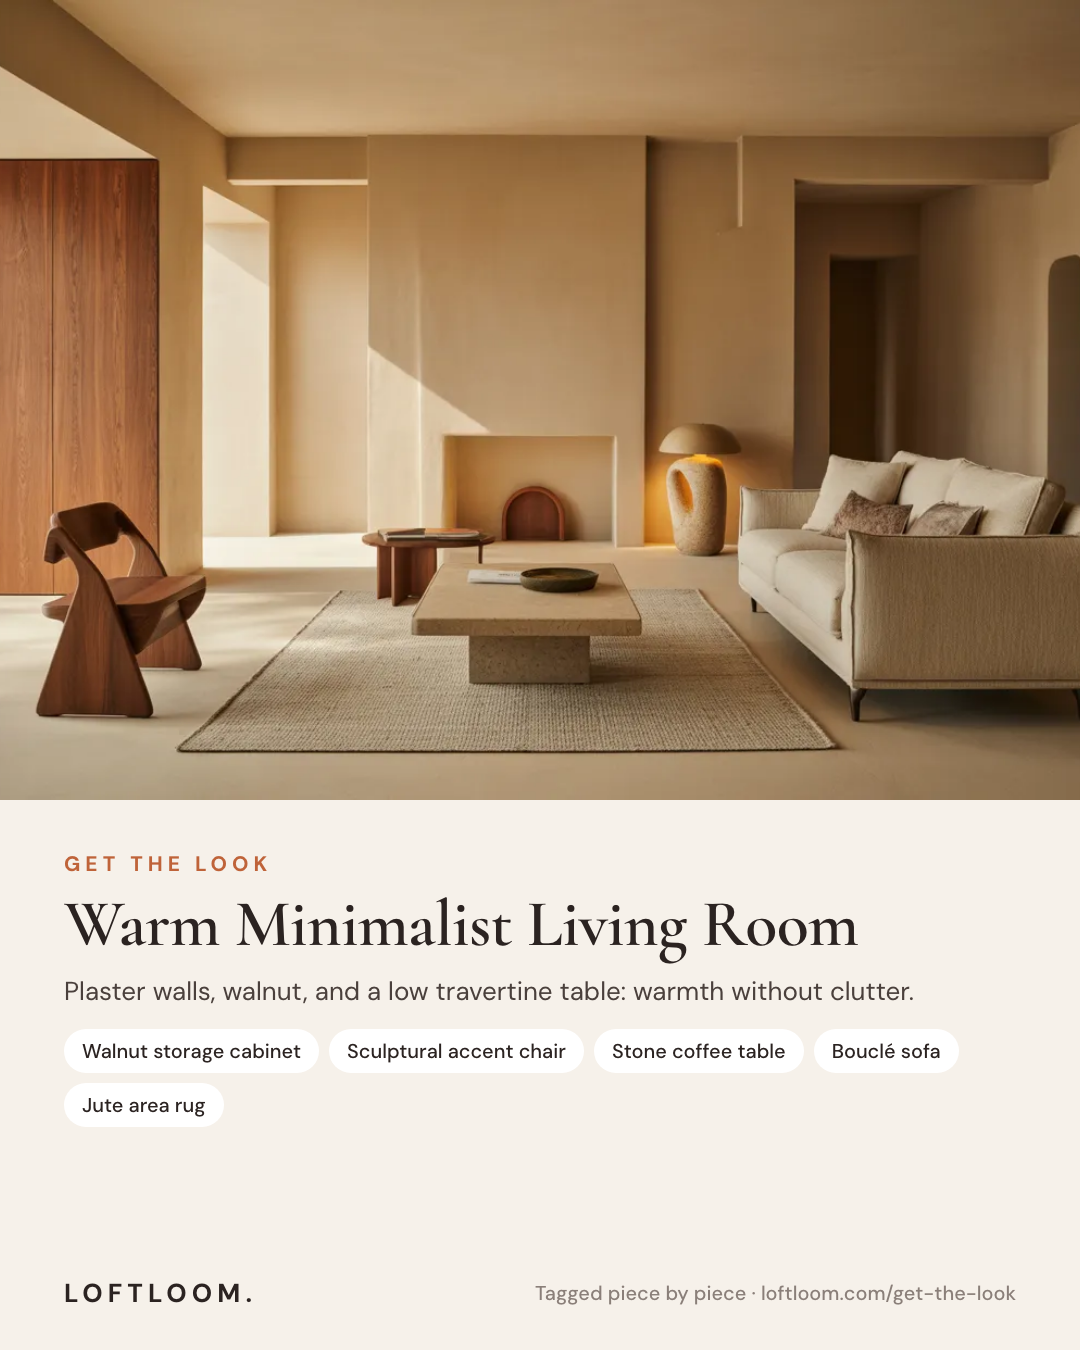 GET THE LOOK
Warm Minimalist Living Room
Plaster walls, walnut, and a low travertine table: warmth without clutter.
Walnut storage cabinet Sculptural accent chair Stone coffee table Bouclé sofa
Jute area rug
LOFTLOOM. Tagged piece by piece · loftloom.com/get-the-look